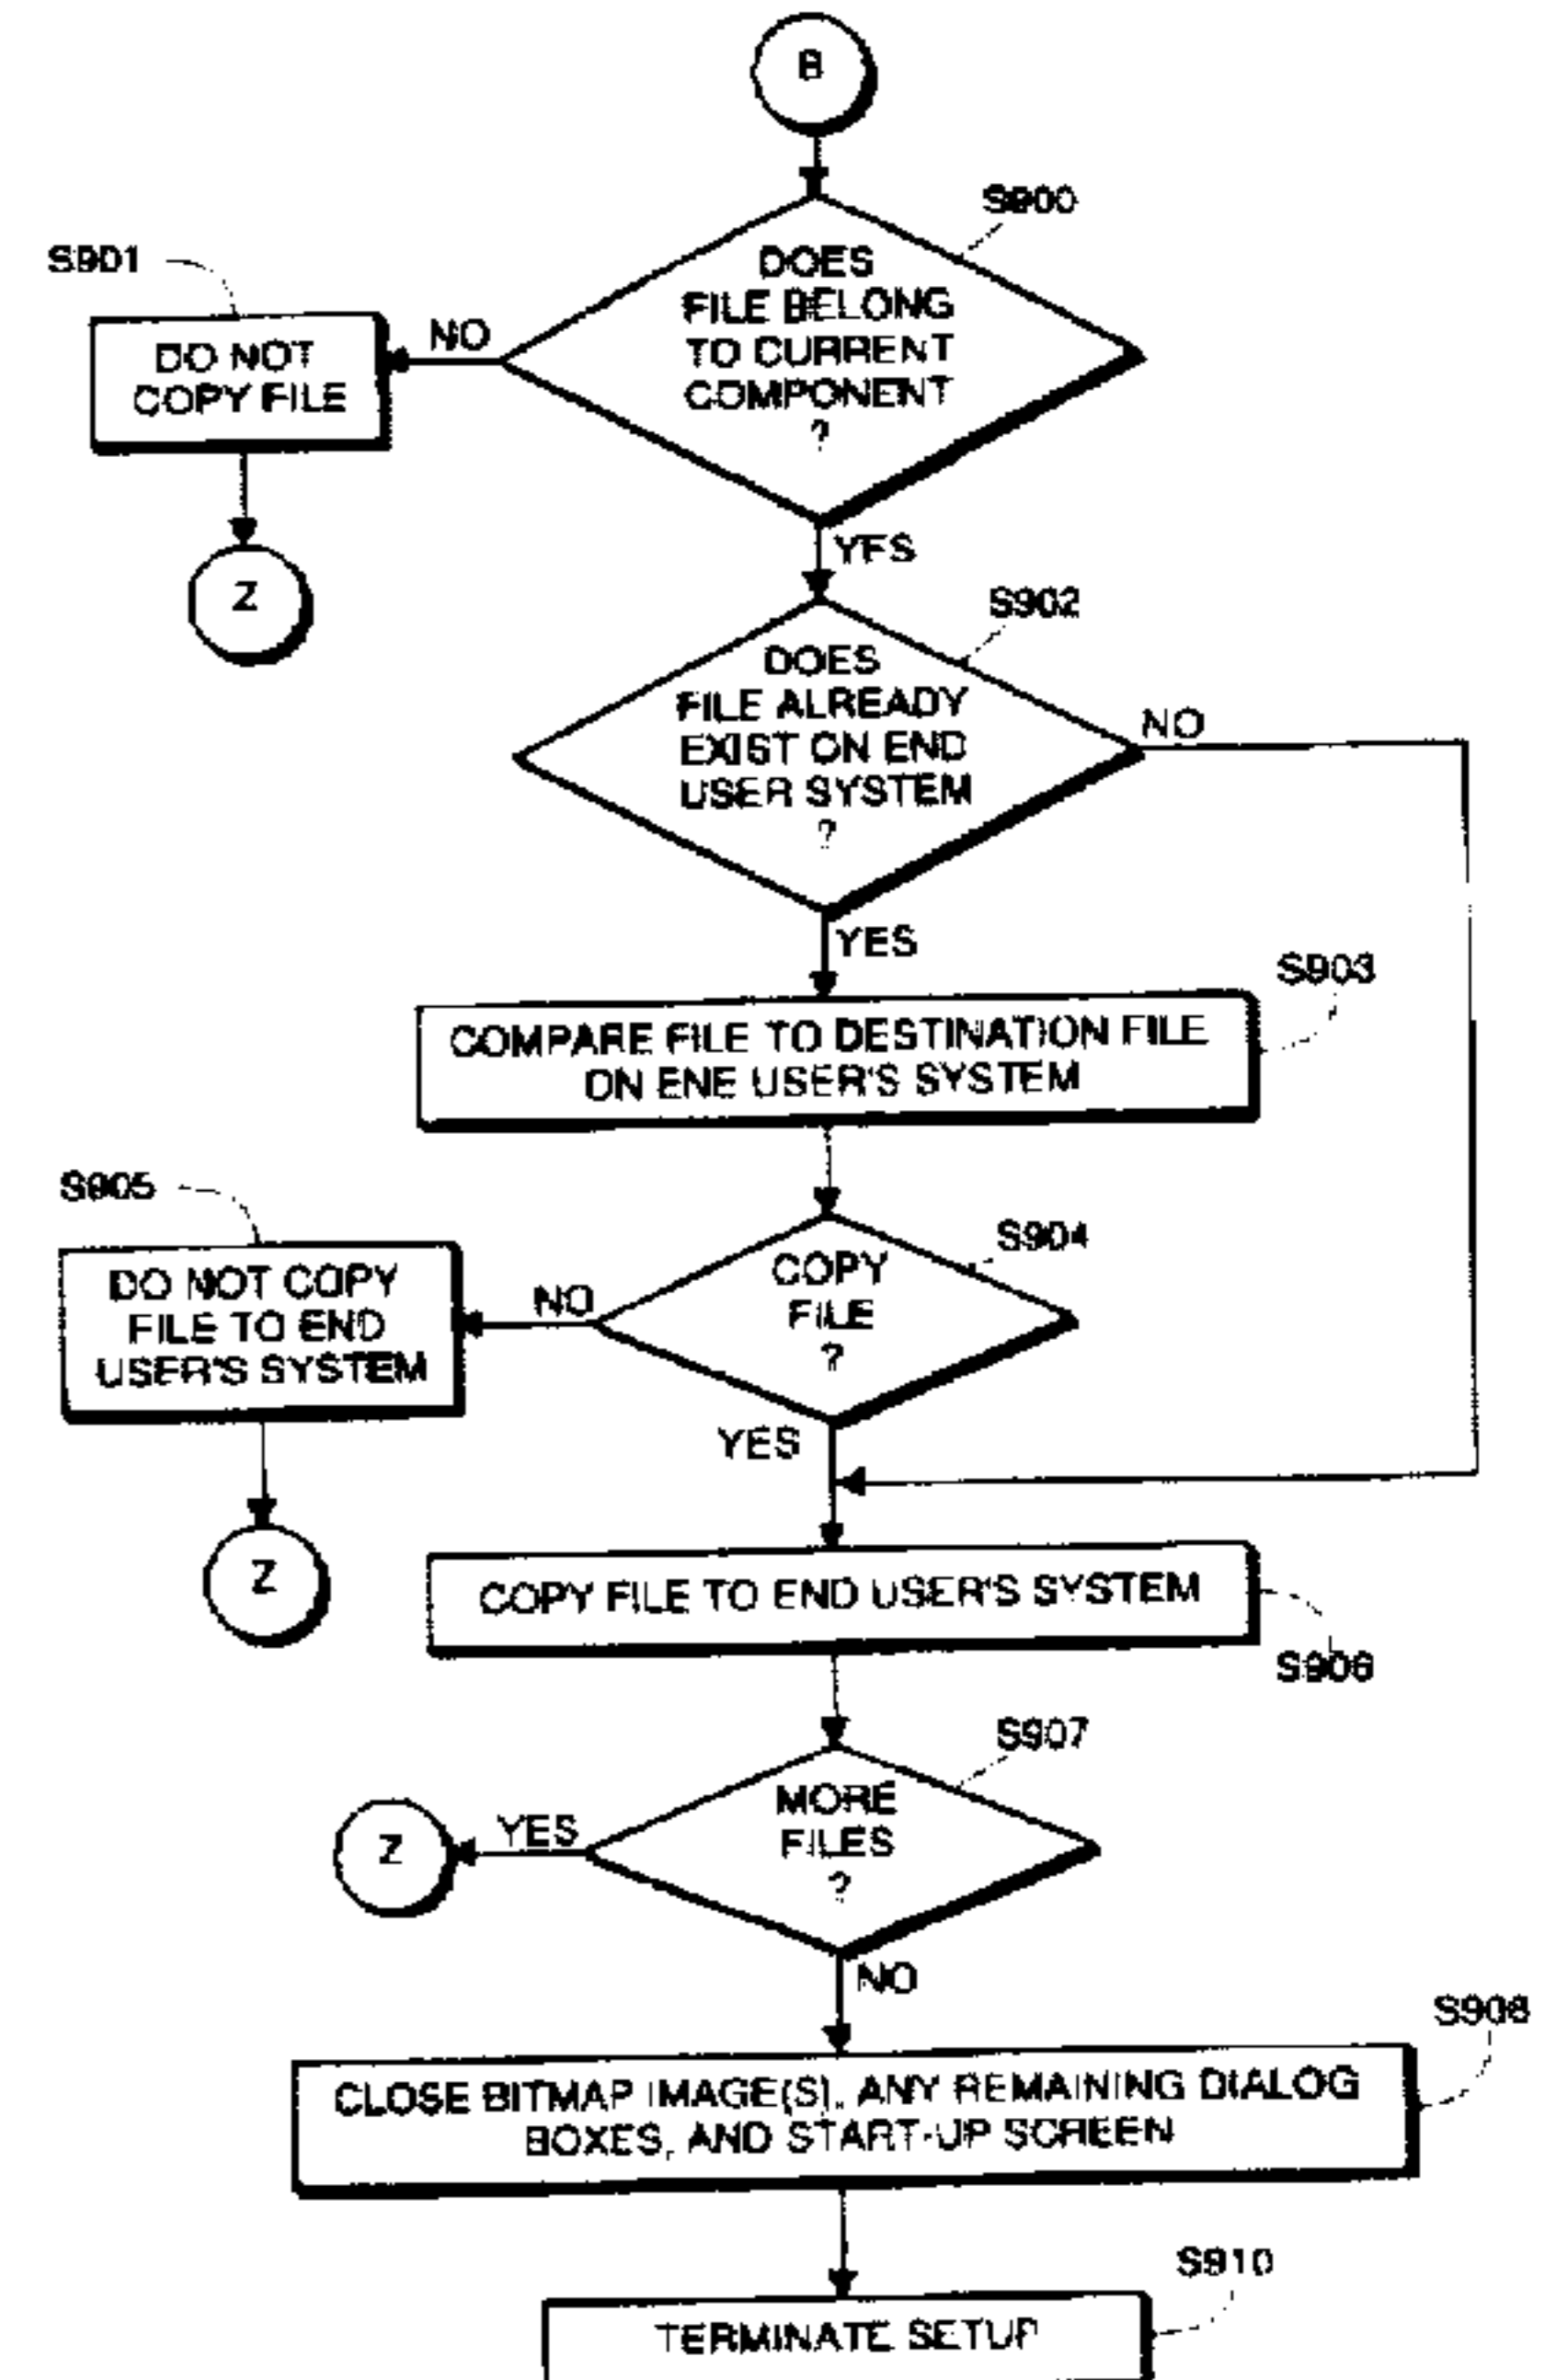 B
S900
S901
DOES
FILE BELONG
TO CURRENT
COMPONENT
?
NO
DO NOT
COPY FILE
YES
Z
S902
DOES
FILE ALREADY
EXIST ON END
USER SYSTEM
?
NO
YES
S903
COMPARE FILE TO DESTINATION FILE
ON ENE USER'S SYSTEM
S905
S904
COPY
FILE
?
NO
DO NOT COPY
FILE TO END
USER'S SYSTEM
YES
Z
COPY FILE TO END USER'S SYSTEM
S906
S907
MORE
FILES
?
YES
Z
NO
S908
CLOSE BITMAP IMAGE(S), ANY REMAINING DIALOG
BOXES, AND START-UP SCREEN
S910
TERMINATE SETUP